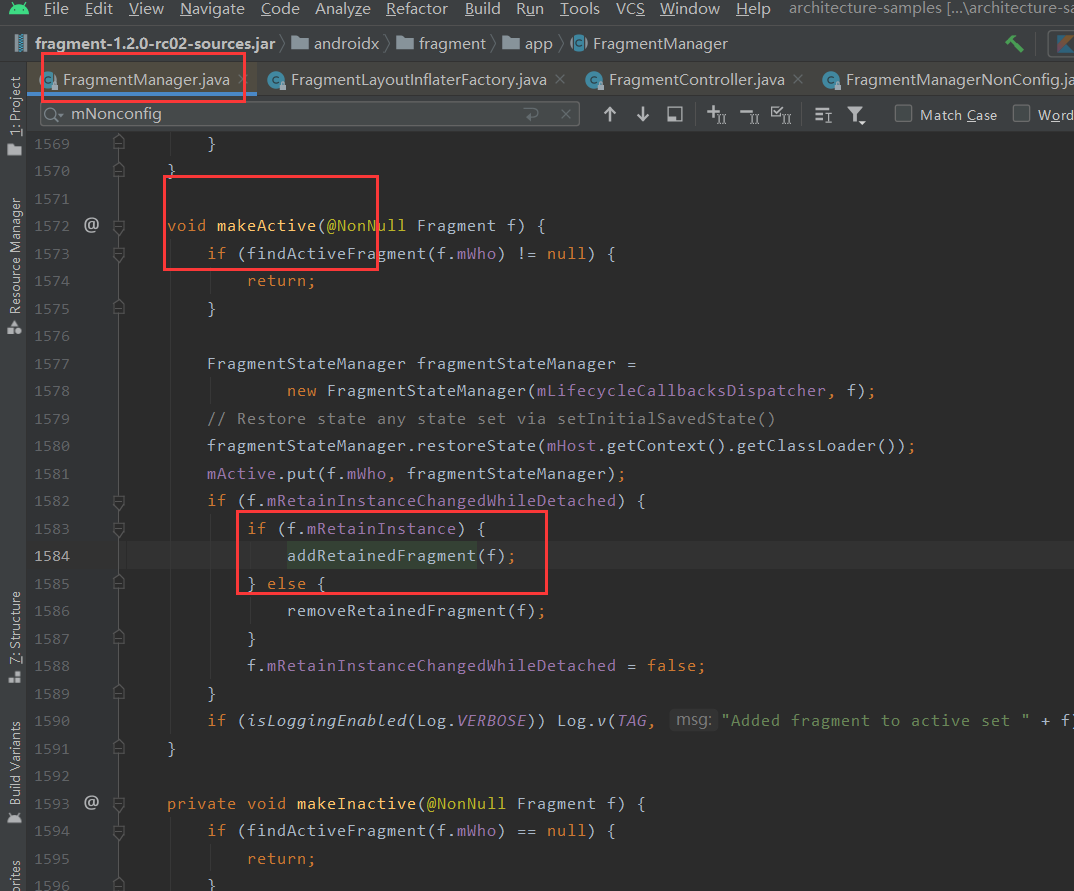 File Edit View Navigate Code Analyze Refactor Build Run Tools VCS Window Help architecture-samples [...\architecture-sa
fragment-1.2.0-rc02-sources.jar androidx fragment app FragmentManager
FragmentManager.java FragmentLayoutInflaterFactory.java FragmentController.java FragmentManagerNonConfig.ja
mNonconfig Match Case Word
1: Project
Resource Manager
Z: Structure
Build Variants
orites
1569 }
1570 }
1571
1572 @ void makeActive(@NonNull Fragment f) {
1573 if (findActiveFragment(f.mWho) != null) {
1574 return;
1575 }
1576
1577 FragmentStateManager fragmentStateManager =
1578 new FragmentStateManager(mLifecycleCallbacksDispatcher, f);
1579 // Restore state any state set via setInitialSavedState()
1580 fragmentStateManager.restoreState(mHost.getContext().getClassLoader());
1581 mActive.put(f.mWho, fragmentStateManager);
1582 if (f.mRetainInstanceChangedWhileDetached) {
1583 if (f.mRetainInstance) {
1584 addRetainedFragment(f);
1585 } else {
1586 removeRetainedFragment(f);
1587 }
1588 f.mRetainInstanceChangedWhileDetached = false;
1589 }
1590 if (isLoggingEnabled(Log.VERBOSE)) Log.v(TAG, msg: "Added fragment to active set " + f)
1591 }
1592
1593 @ private void makeInactive(@NonNull Fragment f) {
1594 if (findActiveFragment(f.mWho) == null) {
1595 return;
1596 }